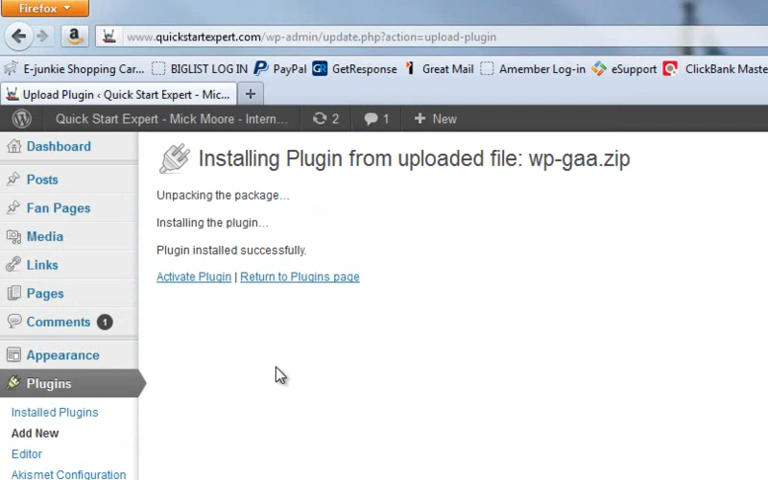 Firefox
www.quickstartexpert.com/wp-admin/update.php?action=upload-plugin
E-junkie Shopping Car... BIGLIST LOG IN PayPal GetResponse Great Mail Amember Log-in eSupport ClickBank Maste
Upload Plugin ‹ Quick Start Expert - Mic... +
Quick Start Expert - Mick Moore - Intern... 2 1 + New
Dashboard
Posts
Fan Pages
Media
Links
Pages
Comments 1
Appearance
Plugins
Installed Plugins
Add New
Editor
Akismet Configuration
Installing Plugin from uploaded file: wp-gaa.zip
Unpacking the package…
Installing the plugin…
Plugin installed successfully.
Activate Plugin | Return to Plugins page